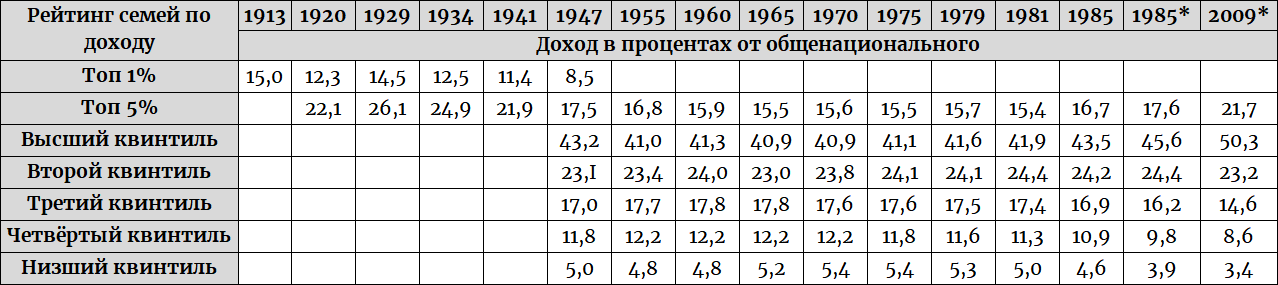 Рейтинг семей по доходу 1913 1920 1929 1934 1941 1947 1955 1960 1965 1970 1975 1979 1981 1985 1985* 2009*
Доход в процентах от общенационального
Топ 1% 15,0 12,3 14,5 12,5 11,4 8,5
Топ 5% 22,1 26,1 24,9 21,9 17,5 16,8 15,9 15,5 15,6 15,5 15,7 15,4 16,7 17,6 21,7
Высший квинтиль 43,2 41,0 41,3 40,9 40,9 41,1 41,6 41,9 43,5 45,6 50,3
Второй квинтиль 23,I 23,4 24,0 23,0 23,8 24,1 24,1 24,4 24,2 24,4 23,2
Третий квинтиль 17,0 17,7 17,8 17,8 17,6 17,6 17,5 17,4 16,9 16,2 14,6
Четвёртый квинтиль 11,8 12,2 12,2 12,2 12,2 11,8 11,6 11,3 10,9 9,8 8,6
Низший квинтиль 5,0 4,8 4,8 5,2 5,4 5,4 5,3 5,0 4,6 3,9 3,4